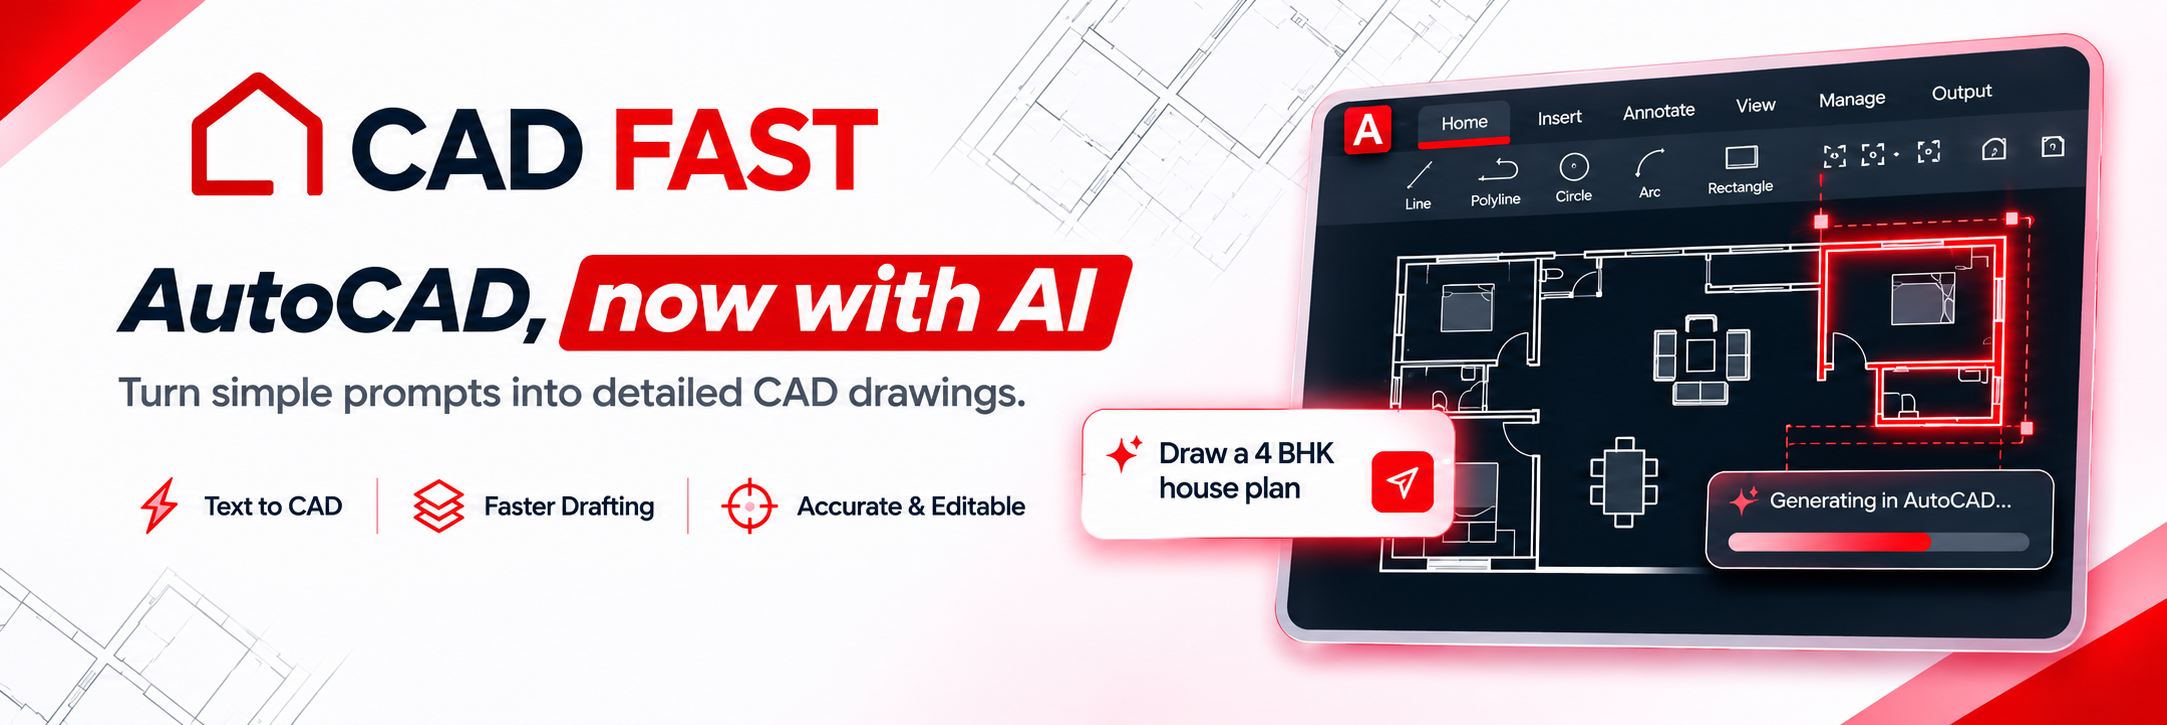 CAD FAST
AutoCAD, now with AI
Turn simple prompts into detailed CAD drawings.
Text to CAD
Faster Drafting
Accurate & Editable
A
Home
Insert
Annotate
View
Manage
Output
Line
Polyline
Circle
Arc
Rectangle
Draw a 4 BHK
house plan
Generating in AutoCAD...